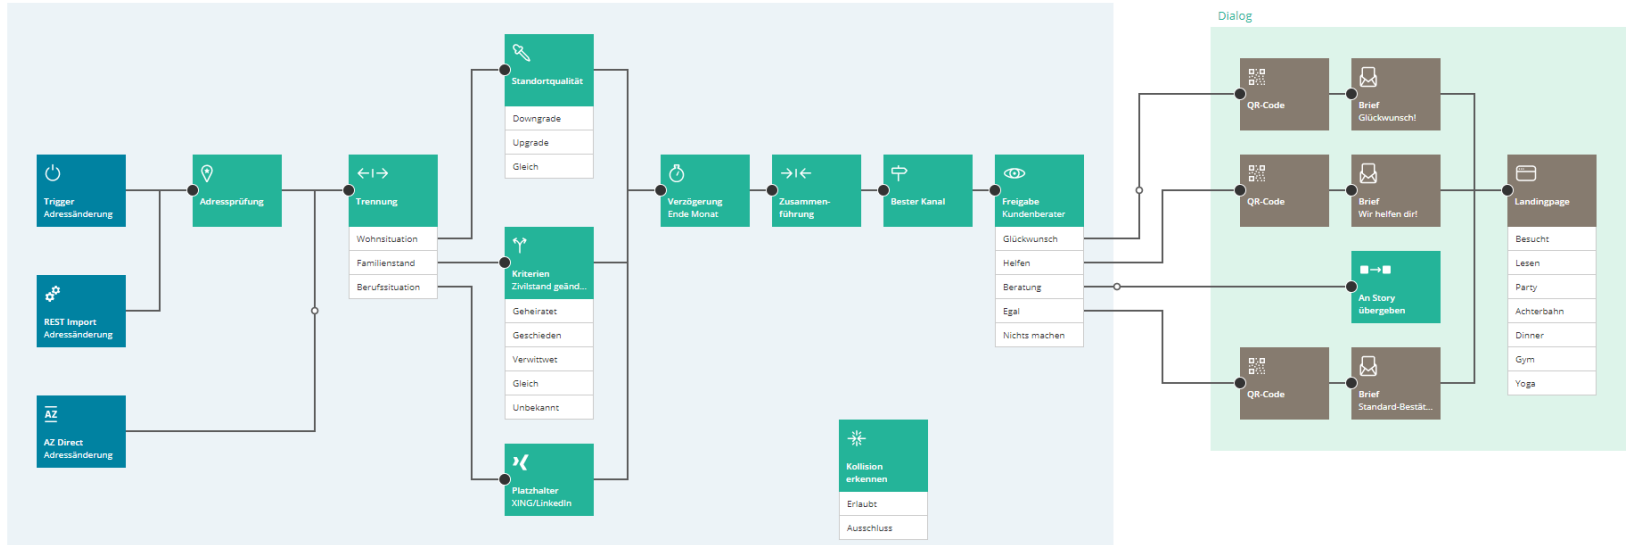 Dialog
Trigger
Adressänderung
REST Import
Adressänderung
AZ
AZ Direct
Adressänderung
Adressprüfung
Trennung
Wohnsituation
Familienstand
Berufssituation
Standortqualität
Downgrade
Upgrade
Gleich
Kriterien
Zivilstand geänd...
Geheiratet
Geschieden
Verwittwet
Gleich
Unbekannt
Platzhalter
XING/LinkedIn
Verzögerung
Ende Monat
Zusammen-
führung
Bester Kanal
Freigabe
Kundenberater
Glückwunsch
Helfen
Beratung
Egal
Nichts machen
Kollision
erkennen
Erlaubt
Ausschluss
QR-Code
Brief
Glückwunsch!
QR-Code
Brief
Wir helfen dir!
An Story
übergeben
QR-Code
Brief
Standard-Bestät...
Landingpage
Besucht
Lesen
Party
Achterbahn
Dinner
Gym
Yoga